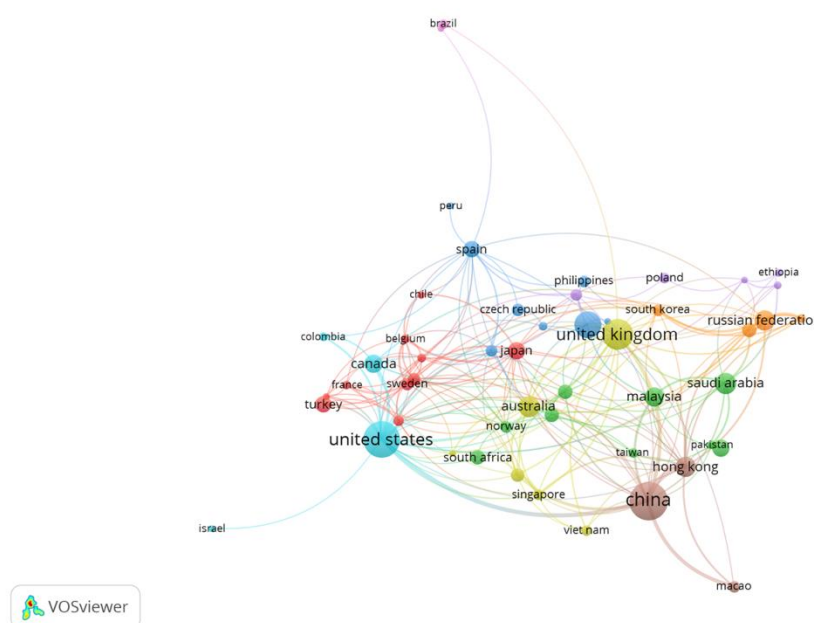 brazil
peru
spain
philippines
poland
ethiopia
chile
czech republic
south korea
russian federatio
colombia
belgium
united kingdom
japan
canada
france
sweden
saudi arabia
malaysia
turkey
australia
norway
united states
pakistan
taiwan
south africa
hong kong
singapore
china
israel
viet nam
macao
VOSviewer